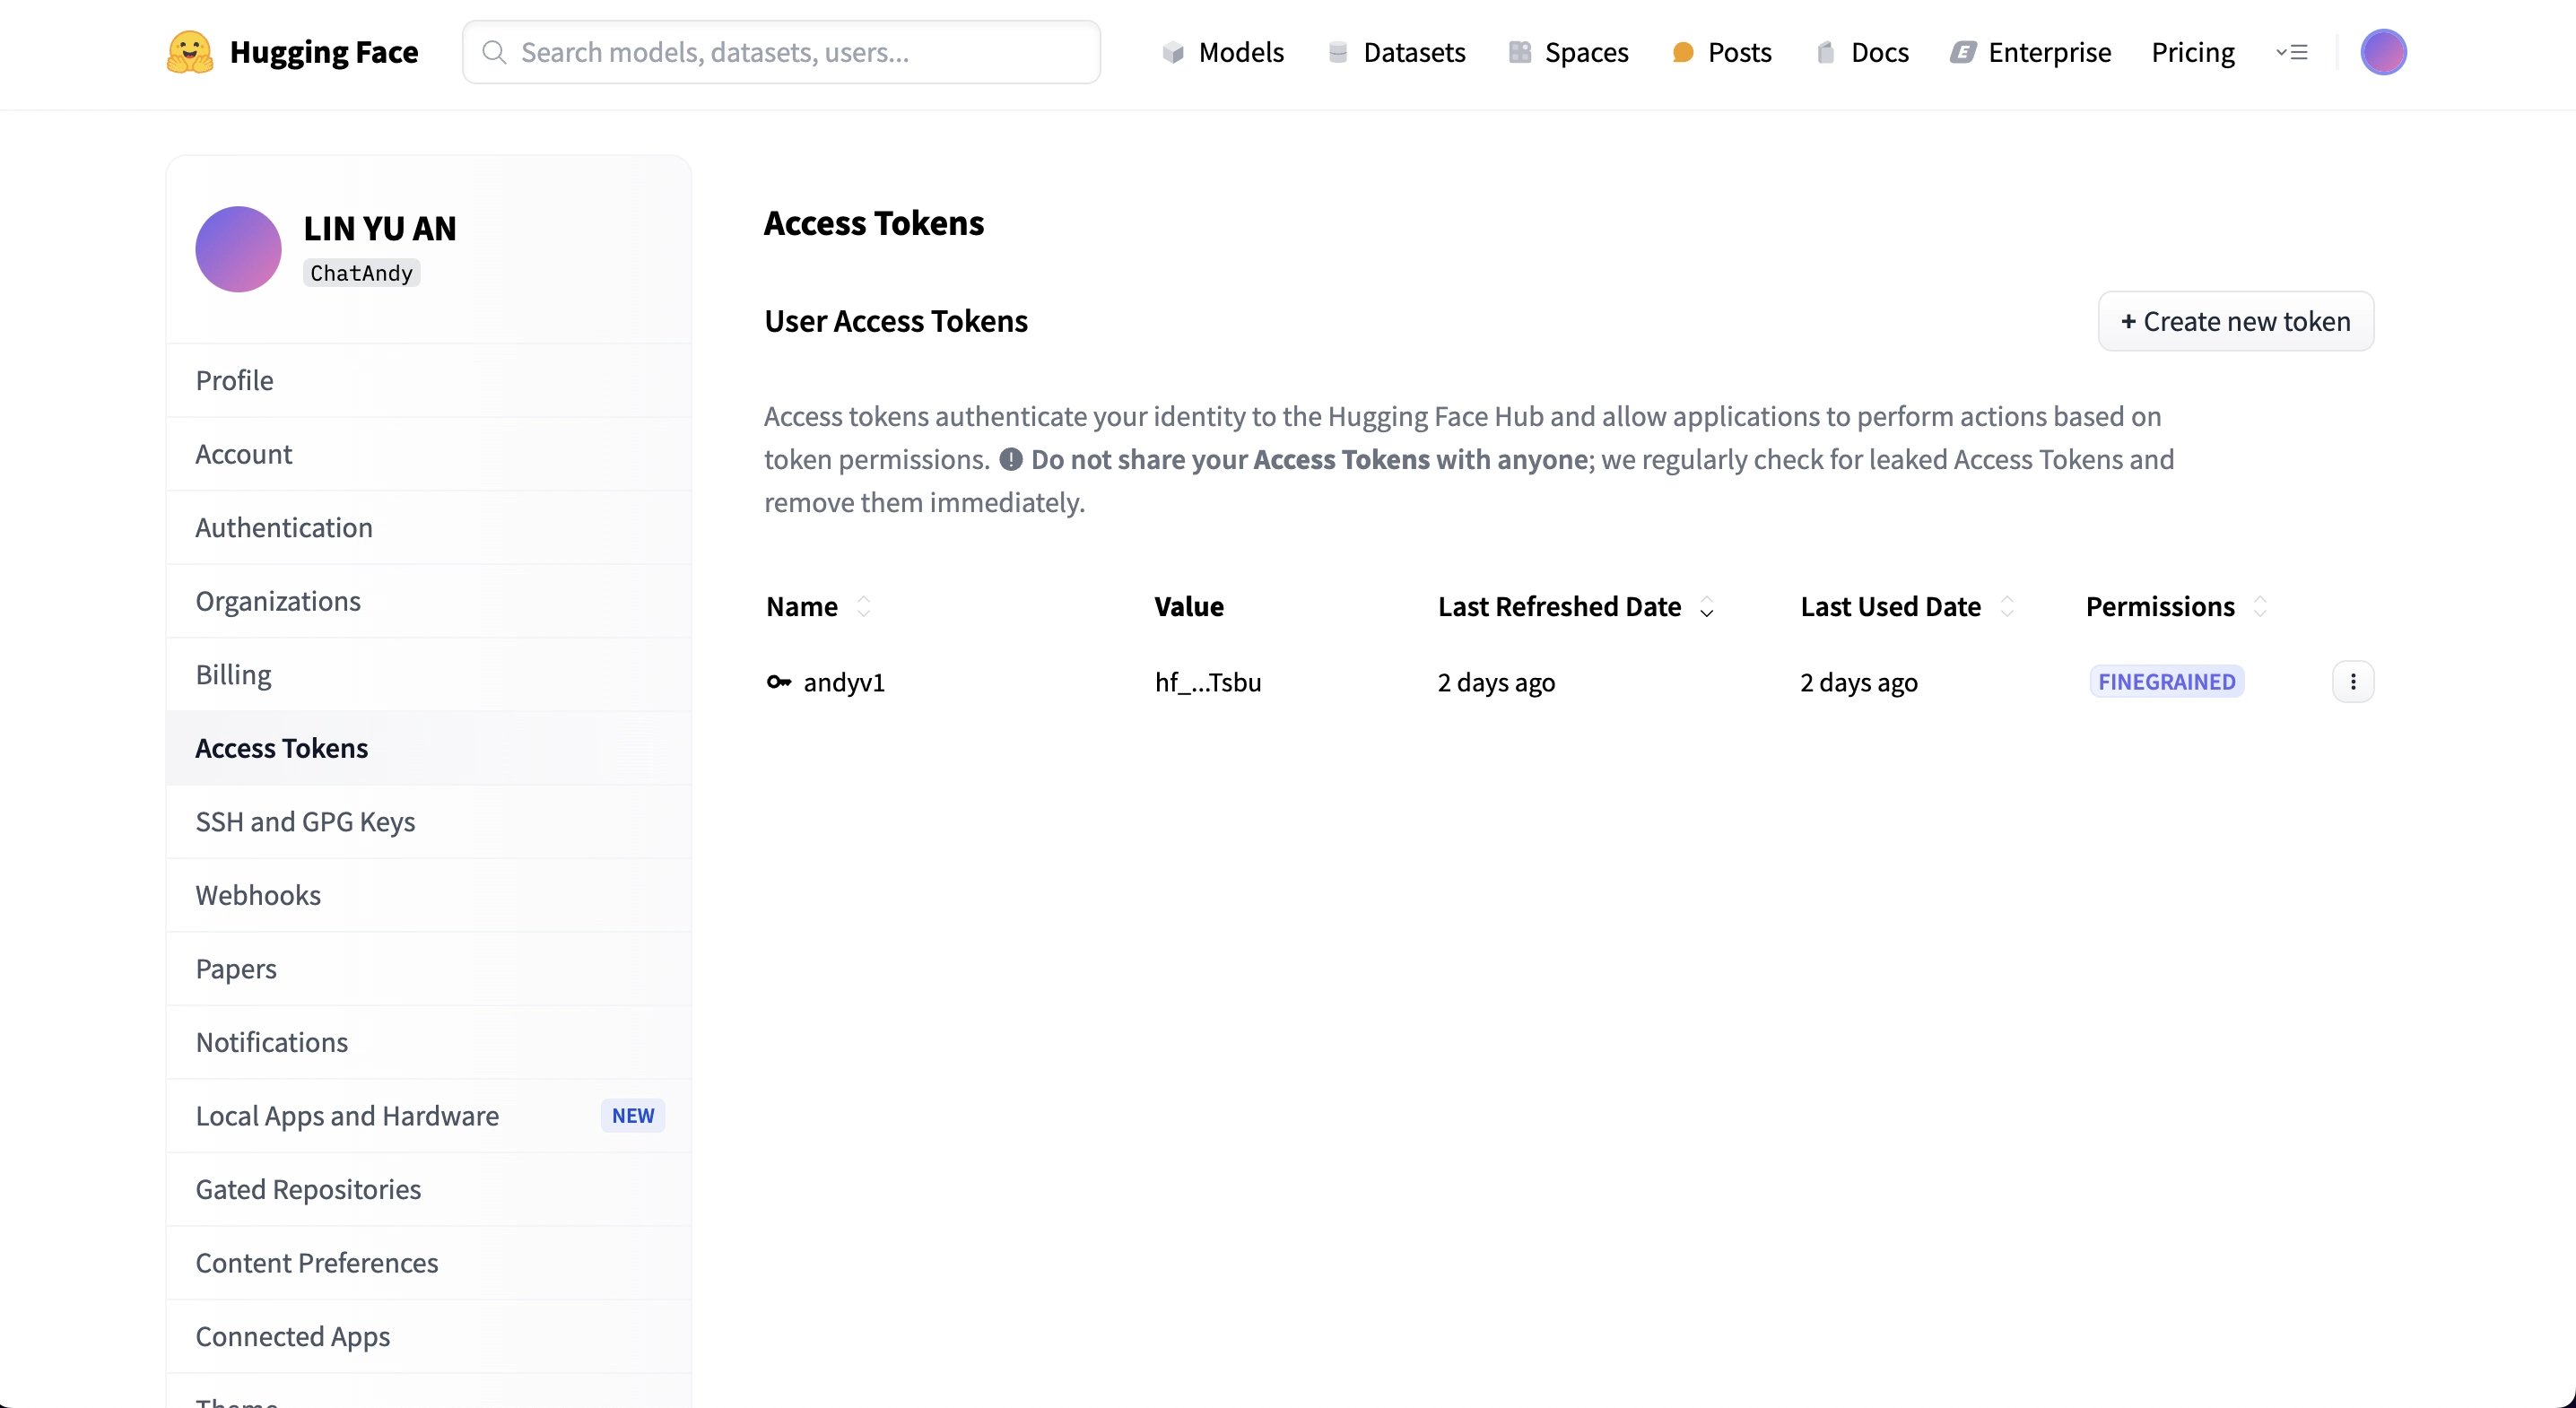 Hugging Face
Search models, datasets, users...
Models
Datasets
Spaces
Posts
Docs
Enterprise
Pricing
LIN YU AN
ChatAndy
Profile
Account
Authentication
Organizations
Billing
Access Tokens
SSH and GPG Keys
Webhooks
Papers
Notifications
Local Apps and Hardware NEW
Gated Repositories
Content Preferences
Connected Apps
Theme
Access Tokens
User Access Tokens
+ Create new token
Access tokens authenticate your identity to the Hugging Face Hub and allow applications to perform actions based on
token permissions. Do not share your Access Tokens with anyone; we regularly check for leaked Access Tokens and
remove them immediately.
Name Value Last Refreshed Date Last Used Date Permissions
andyv1 hf_...Tsbu 2 days ago 2 days ago FINEGRAINED